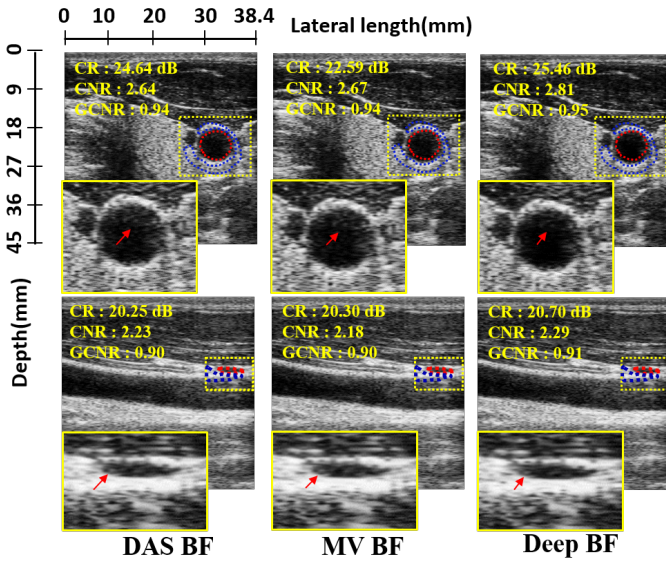 0 10 20 30 38.4 Lateral length(mm)
0
9
18
27
36
45
Depth(mm)
CR : 24.64 dB
CNR : 2.64
GCNR : 0.94
CR : 22.59 dB
CNR : 2.67
GCNR : 0.94
CR : 25.46 dB
CNR : 2.81
GCNR : 0.95
CR : 20.25 dB
CNR : 2.23
GCNR : 0.90
CR : 20.30 dB
CNR : 2.18
GCNR : 0.90
CR : 20.70 dB
CNR : 2.29
GCNR : 0.91
DAS BF
MV BF
Deep BF